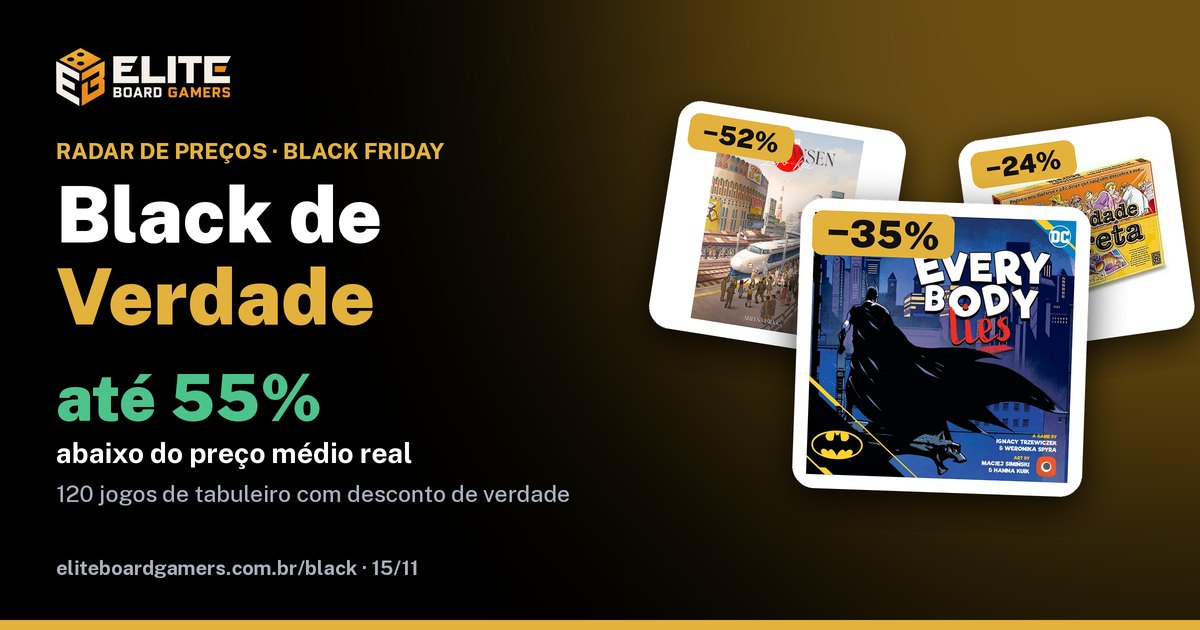 ELITE
BOARD GAMERS
RADAR DE PREÇOS · BLACK FRIDAY
Black de
Verdade
até 55%
abaixo do preço médio real
120 jogos de tabuleiro com desconto de verdade
eliteboardgamers.com.br/black · 15/11
−52%
−24%
−35%
DC
EVERY
BODY
lies
A GAME BY
IGNACY TRZEWICZEK
& WERONIKA SPYRA
ART BY
MACIEJ SIMIŃSKI
& HANNA KUIK